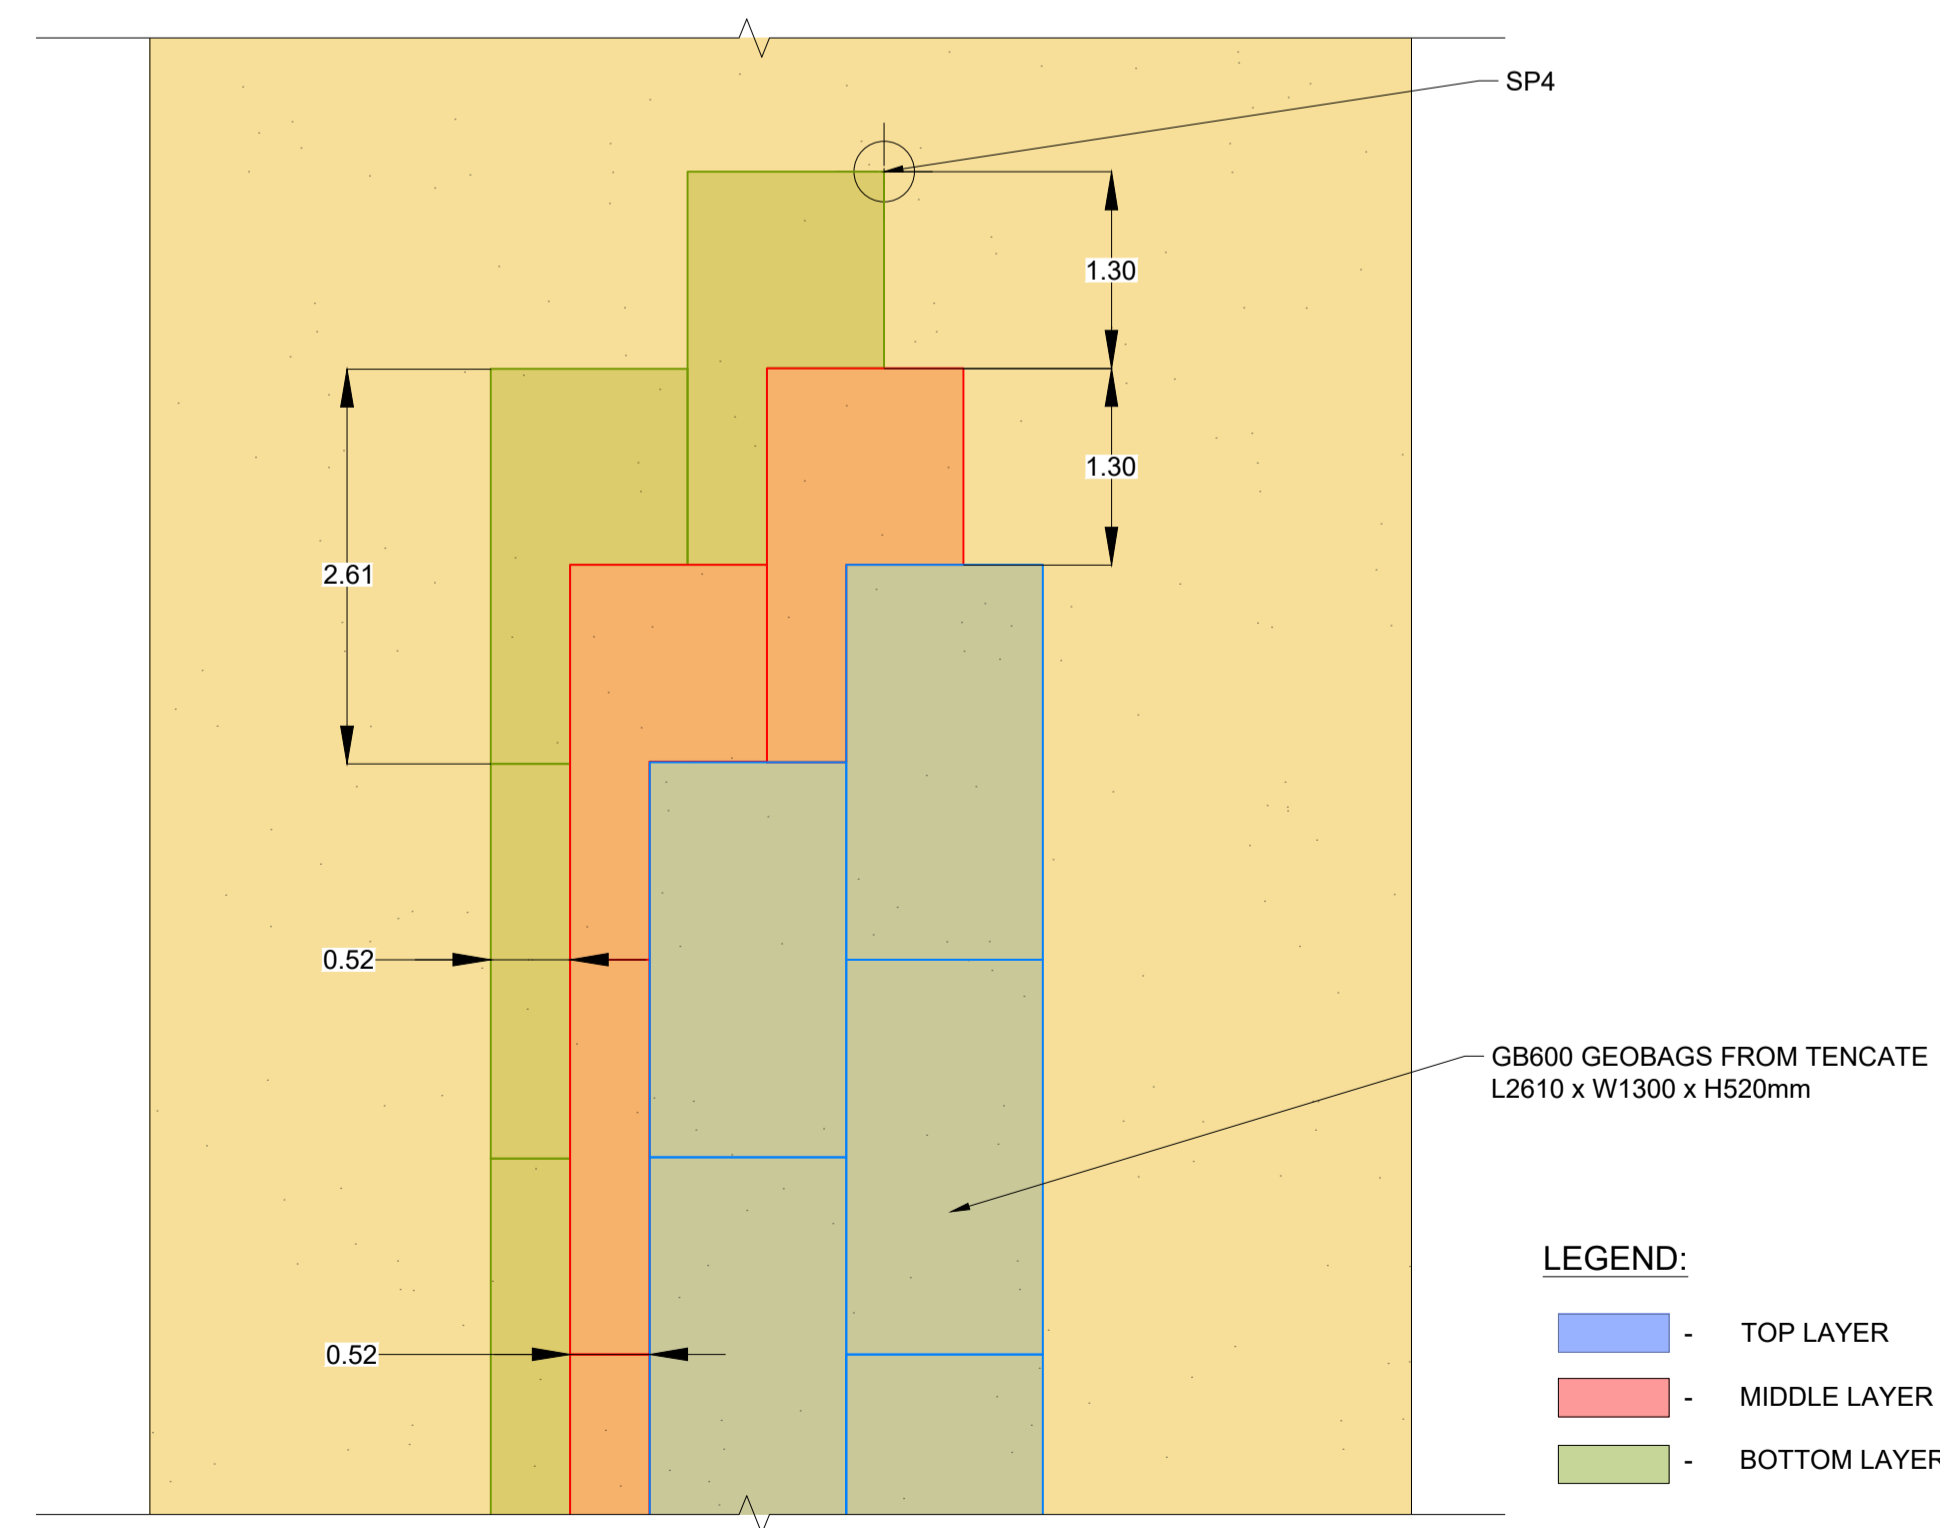 SP4
1.30
1.30
2.61
0.52
GB600 GEOBAGS FROM TENCATE
L2610 x W1300 x H520mm
LEGEND:
- TOP LAYER
0.52
- MIDDLE LAYER
- BOTTOM LAYER